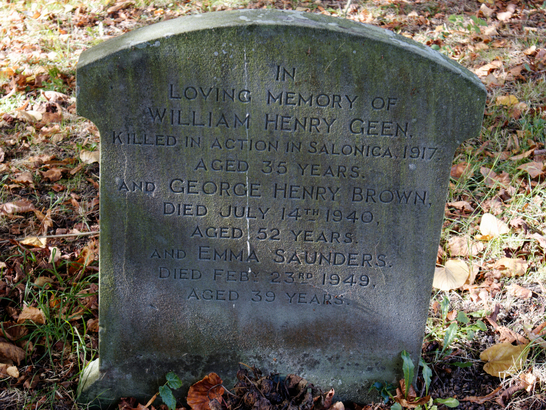 IN
LOVING MEMORY OF
WILLIAM HENRY GEEN.
KILLED IN ACTION IN SALONICA, 1917
AGED 35 YEARS.
AND GEORGE HENRY BROWN.
DIED JULY 14TH 1940,
AGED 52 YEARS.
AND EMMA SAUNDERS.
DIED FEBY 23RD 1949,
AGED 39 YEARS.